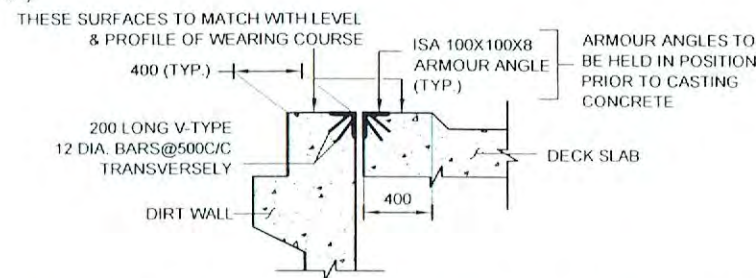 THESE SURFACES TO MATCH WITH LEVEL
& PROFILE OF WEARING COURSE
400 (TYP.)
ISA 100X100X8
ARMOUR ANGLE
(TYP.)
ARMOUR ANGLES TO
BE HELD IN POSITION
PRIOR TO CASTING
CONCRETE
200 LONG V-TYPE
12 DIA. BARS@500C/C
TRANSVERSELY
DECK SLAB
400
DIRT WALL